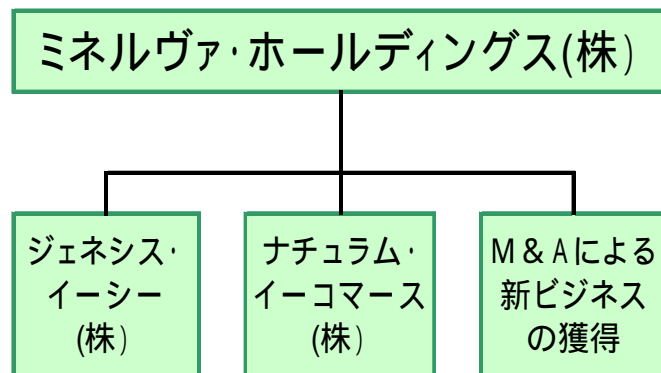 ミネルヴァ・ホールディングス(株)
ジェネシス・
イーシー
(株)
ナチュラム・
イーコマース
(株)
M&Aによる
新ビジネス
の獲得